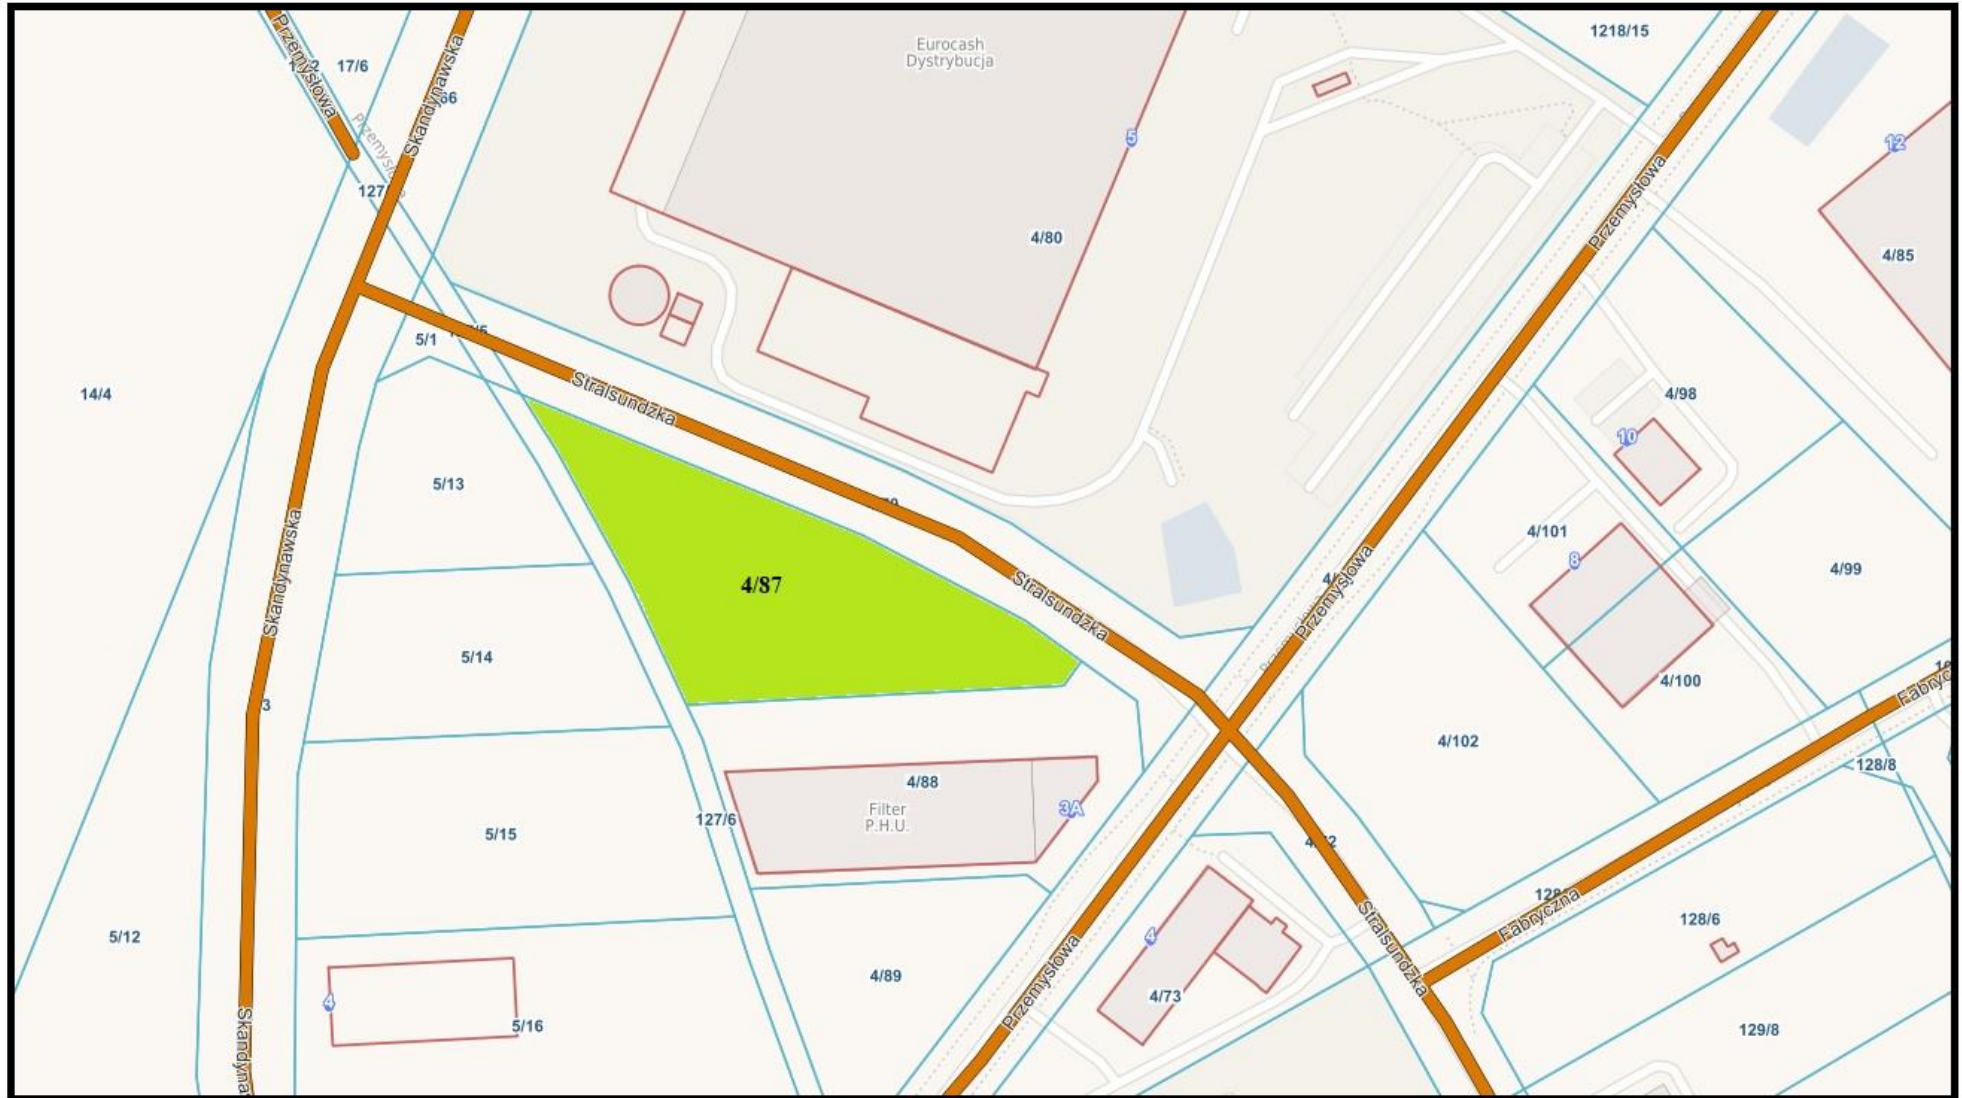 Przemysłowa
17/6
Skandynawska
Eurocash
Dystrybucja
1218/15
5
12
Przemysłowa
4/80
4/85
5/1
14/4
Stralsundzka
4/98
10
5/13
4/101
8
4/99
4/87
Stralsundzka
Przemysłowa
Skandynawska
5/14
4/100
Fabryc
4/102
128/8
4/88
Filter
P.H.U.
3A
127/6
5/15
Fabryczna
128/6
Stralsundzka
5/12
4
4/89
Przemysłowa
4/73
4
5/16
129/8
Skandyna